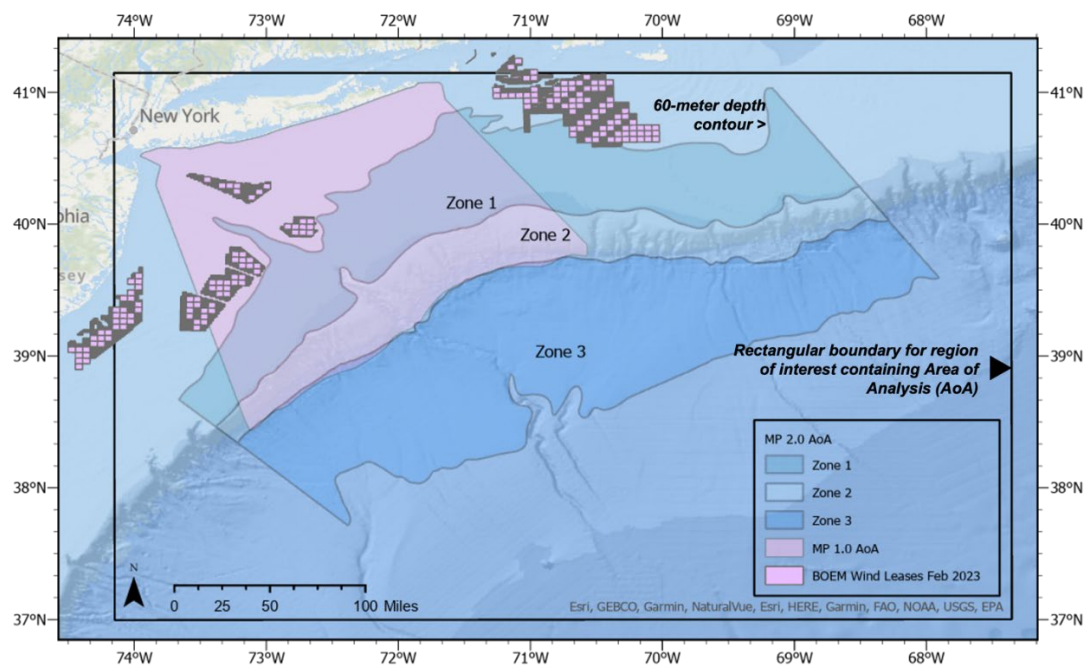 74°W 73°W 72°W 71°W 70°W 69°W 68°W
41°N 41°N
New York
60-meter depth
contour >
Zone 1
40°N 40°N
phia
Zone 2
sey
39°N 39°N
Zone 3
Rectangular boundary for region
of interest containing Area of
Analysis (AoA)
MP 2.0 AoA
Zone 1
38°N 38°N
Zone 2
Zone 3
MP 1.0 AoA
N
BOEM Wind Leases Feb 2023
0 25 50 100 Miles
Esri, GEBCO, Garmin, NaturalVue, Esri, HERE, Garmin, FAO, NOAA, USGS, EPA
37°N 37°N
74°W 73°W 72°W 71°W 70°W 69°W 68°W